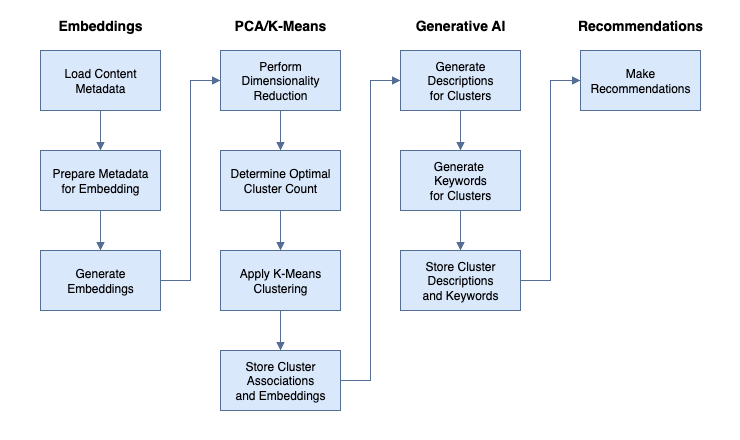 Embeddings
Load Content
Metadata
Prepare Metadata
for Embedding
Generate
Embeddings
PCA/K-Means
Perform
Dimensionality
Reduction
Determine Optimal
Cluster Count
Apply K-Means
Clustering
Store Cluster
Associations
and Embeddings
Generative AI
Generate
Descriptions
for Clusters
Generate
Keywords
for Clusters
Store Cluster
Descriptions
and Keywords
Recommendations
Make
Recommendations